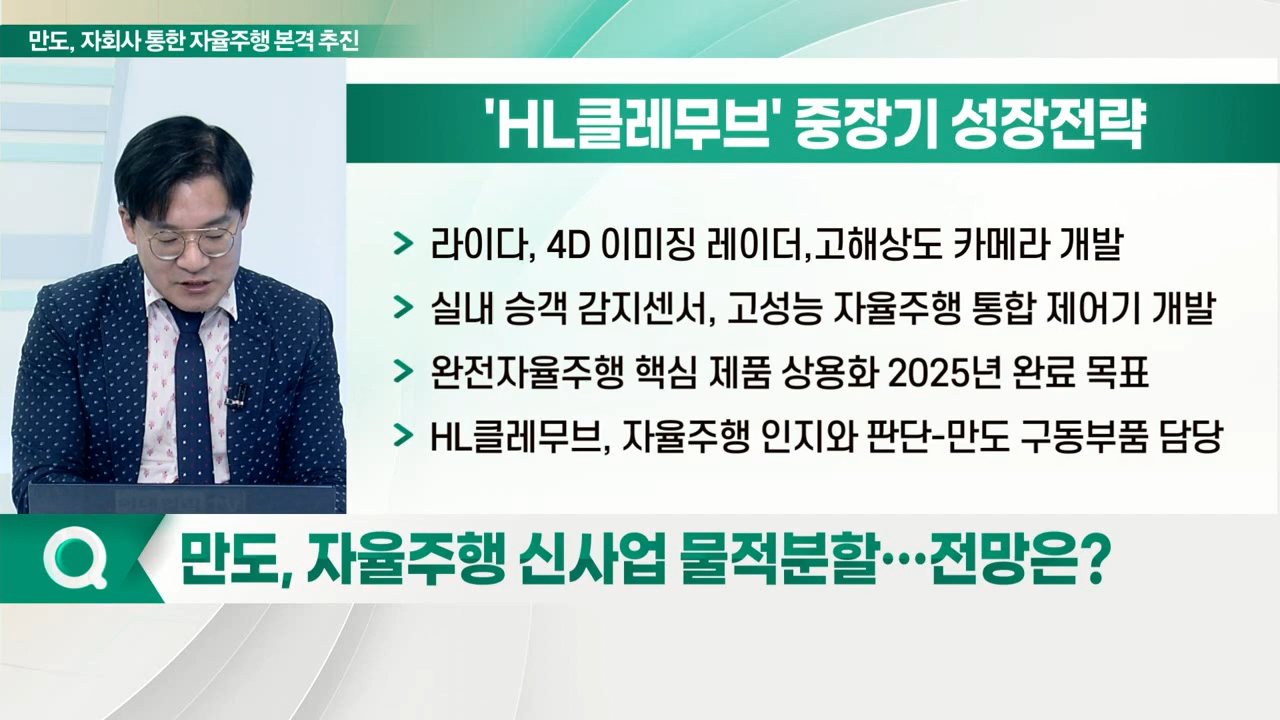 만도, 자회사 통한 자율주행 본격 추진
'HL클레무브' 중장기 성장전략
> 라이다, 4D 이미징 레이더,고해상도 카메라 개발
> 실내 승객 감지센서, 고성능 자율주행 통합 제어기 개발
> 완전자율주행 핵심 제품 상용화 2025년 완료 목표
> HL클레무브, 자율주행 인지와 판단-만도 구동부품 담당
만도, 자율주행 신사업 물적분할…전망은?